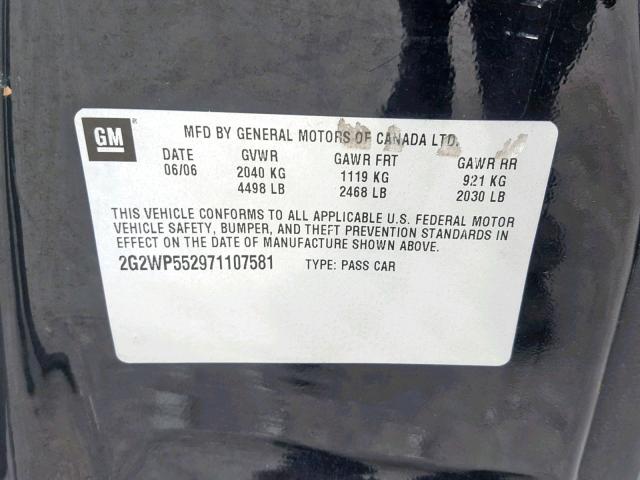 GM
MFD BY GENERAL MOTORS OF CANADA LTD.
DATE GVWR GAWR FRT GAWR RR
06/06 2040 KG 1119 KG 921 KG
4498 LB 2468 LB 2030 LB
THIS VEHICLE CONFORMS TO ALL APPLICABLE U.S. FEDERAL MOTOR
VEHICLE SAFETY, BUMPER, AND THEFT PREVENTION STANDARDS IN
EFFECT ON THE DATE OF MANUFACTURE SHOWN ABOVE.
2G2WP552971107581 TYPE: PASS CAR